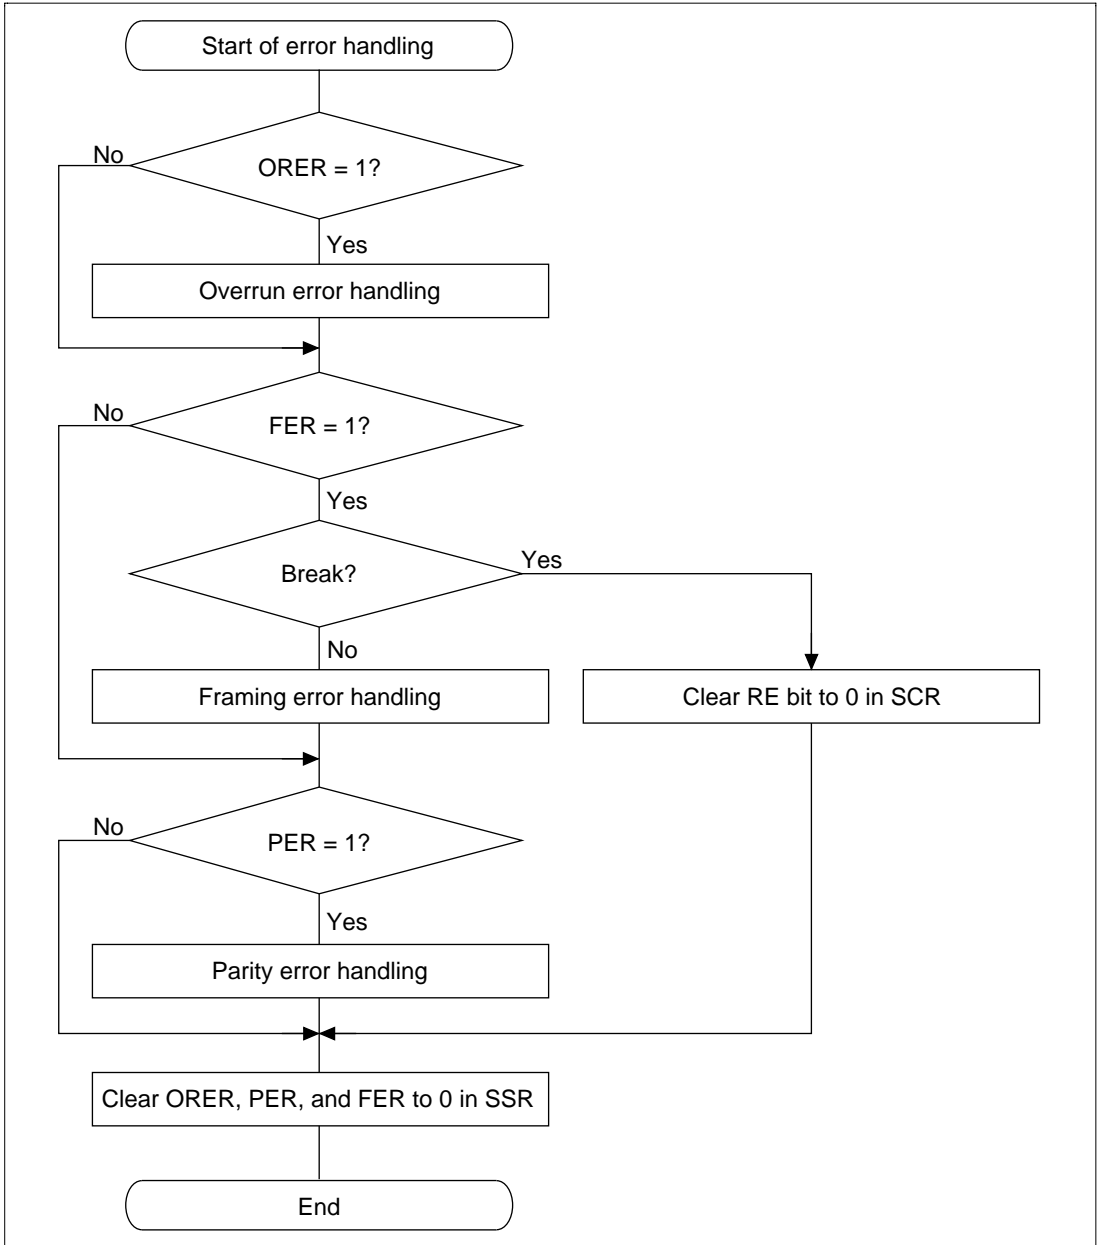 Start of error handling
No
ORER = 1?
Yes
Overrun error handling
No
FER = 1?
Yes
Break?
Yes
No
Framing error handling
Clear RE bit to 0 in SCR
No
PER = 1?
Yes
Parity error handling
Clear ORER, PER, and FER to 0 in SSR
End